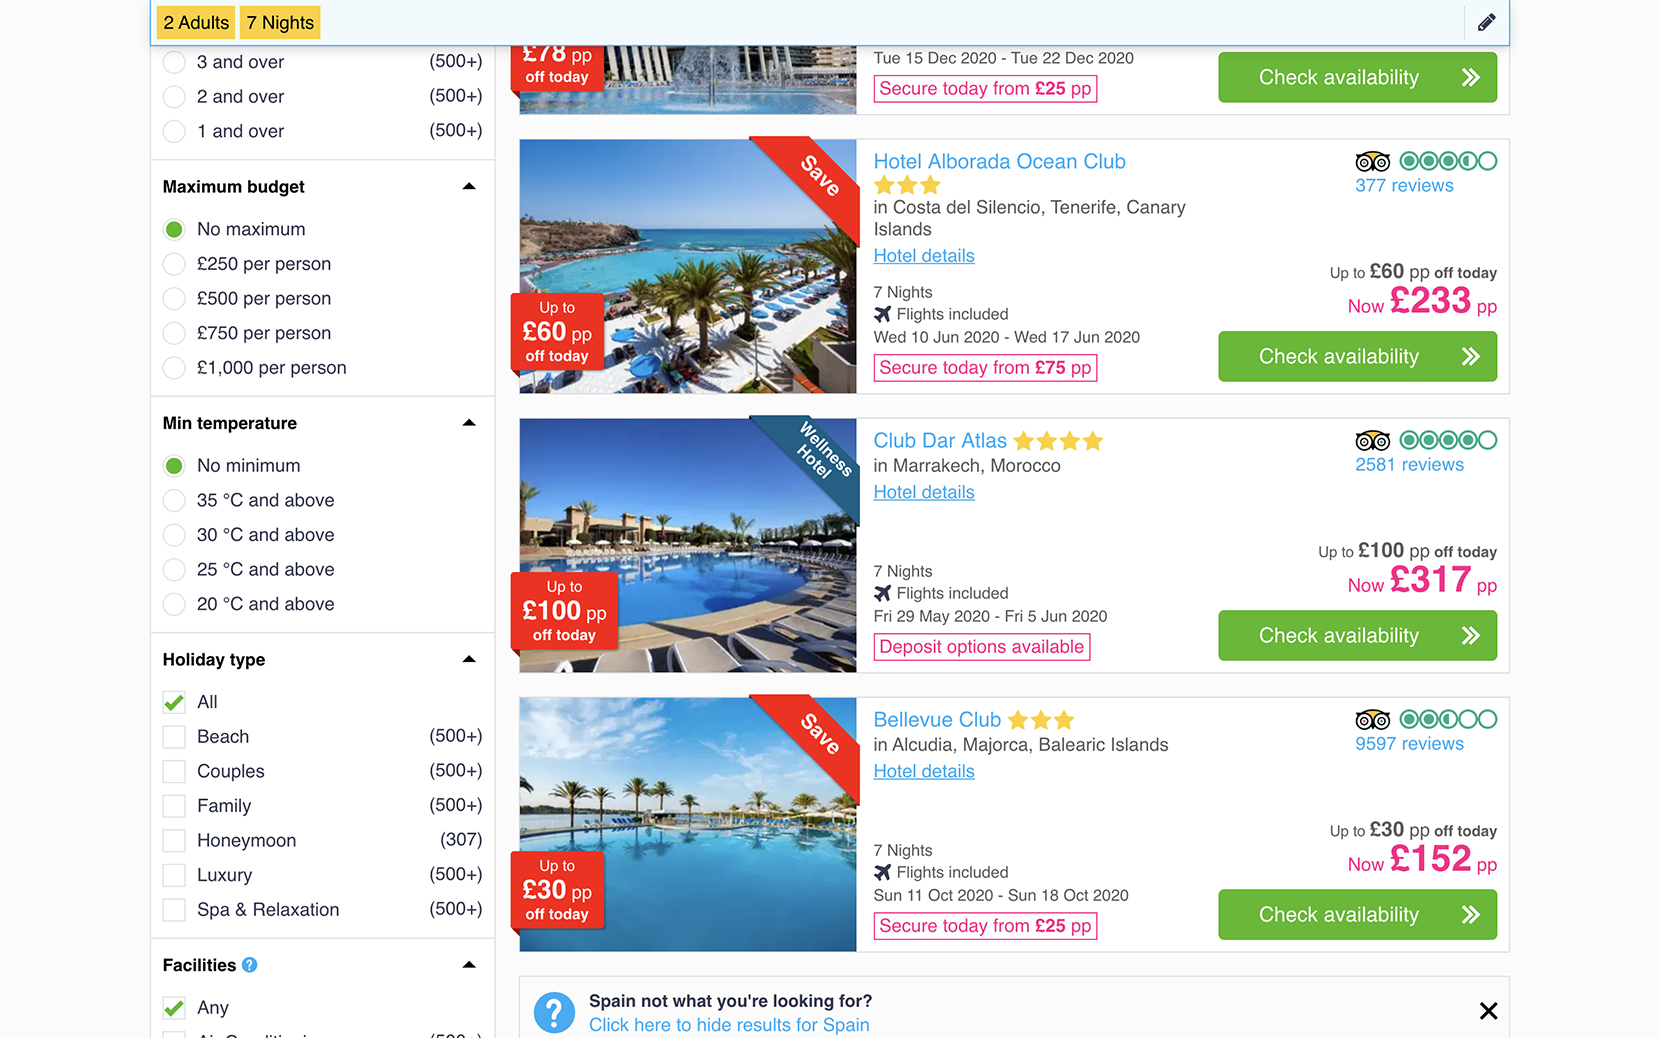 2 Adults 7 Nights
3 and over (500+)
2 and over (500+)
1 and over (500+)
Maximum budget
No maximum
£250 per person
£500 per person
£750 per person
£1,000 per person
Min temperature
No minimum
35 °C and above
30 °C and above
25 °C and above
20 °C and above
Holiday type
All
Beach (500+)
Couples (500+)
Family (500+)
Honeymoon (307)
Luxury (500+)
Spa & Relaxation (500+)
Facilities ?
Any
£78 pp
off today
Tue 15 Dec 2020 - Tue 22 Dec 2020
Secure today from £25 pp
Check availability
Save
Up to
£60 pp
off today
Hotel Alborada Ocean Club
in Costa del Silencio, Tenerife, Canary
Islands
Hotel details
7 Nights
Flights included
Wed 10 Jun 2020 - Wed 17 Jun 2020
Secure today from £75 pp
377 reviews
Up to £60 pp off today
Now £233 pp
Check availability
Wellness
Hotel
Up to
£100 pp
off today
Club Dar Atlas
in Marrakech, Morocco
Hotel details
7 Nights
Flights included
Fri 29 May 2020 - Fri 5 Jun 2020
Deposit options available
2581 reviews
Up to £100 pp off today
Now £317 pp
Check availability
Save
Up to
£30 pp
off today
Bellevue Club
in Alcudia, Majorca, Balearic Islands
Hotel details
7 Nights
Flights included
Sun 11 Oct 2020 - Sun 18 Oct 2020
Secure today from £25 pp
9597 reviews
Up to £30 pp off today
Now £152 pp
Check availability
? Spain not what you're looking for?
Click here to hide results for Spain